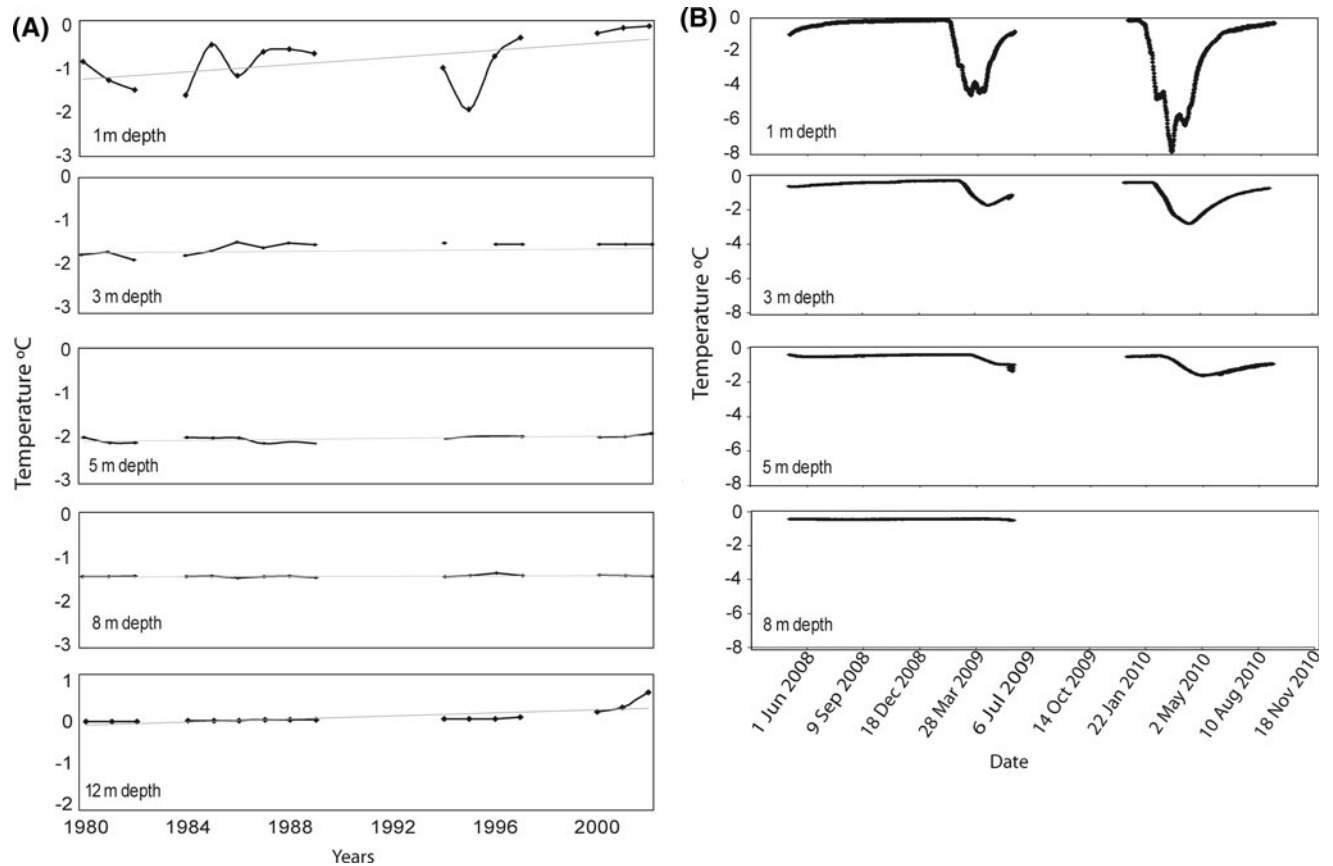 (A)
0
-1
-2
-3
1m depth
0
-1
-2
-3
3 m depth
0
-1
-2
-3
5 m depth
0
-1
-2
-3
8 m depth
1
0
-1
-2
12 m depth
Temperature ºC
1980 1984 1988 1992 1996 2000
Years
(B)
0
-2
-4
-6
-8
1 m depth
0
-2
-4
-6
-8
3 m depth
0
-2
-4
-6
-8
5 m depth
0
-2
-4
-6
-8
8 m depth
Temperature ºC
1 Jun 2008
9 Sep 2008
18 Dec 2008
28 Mar 2009
6 Jul 2009
14 Oct 2009
22 Jan 2010
2 May 2010
10 Aug 2010
18 Nov 2010
Date